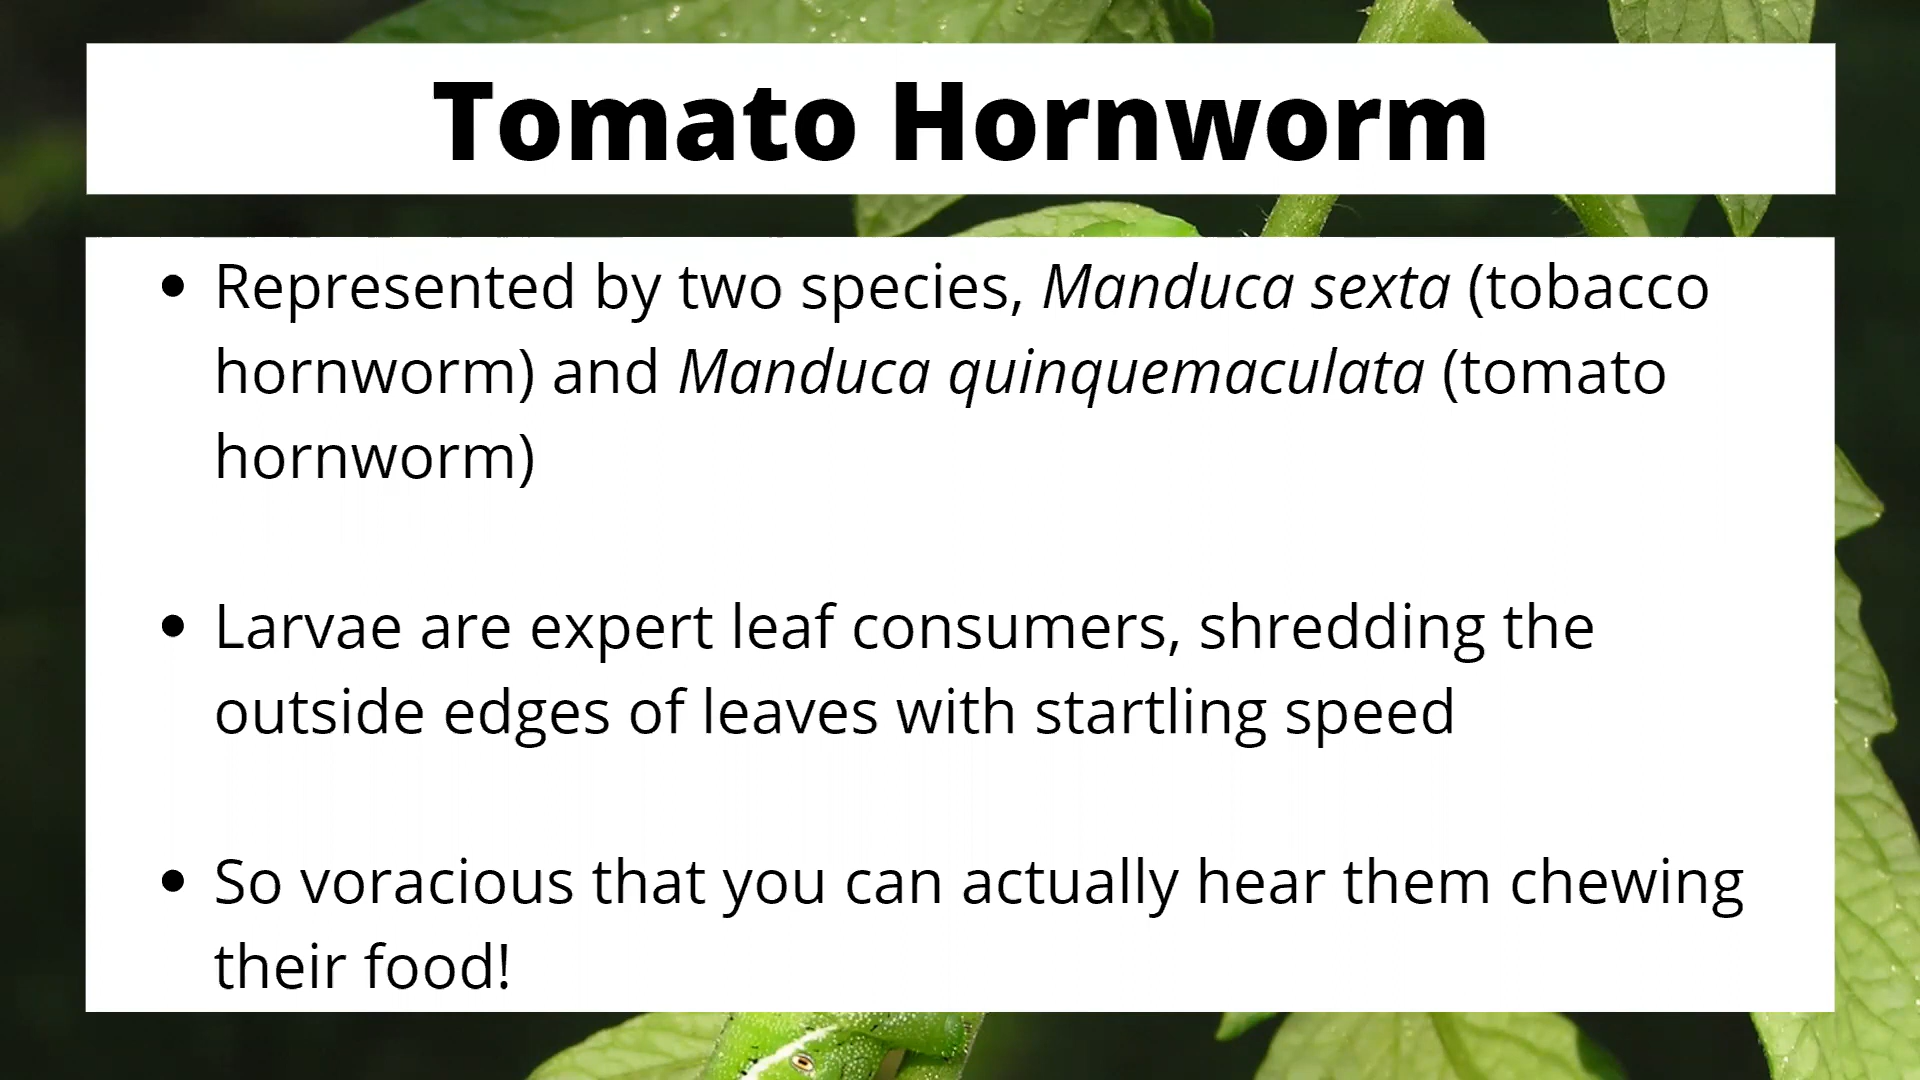 Tomato Hornworm
• Represented by two species, Manduca sexta (tobacco
hornworm) and Manduca quinquemaculata (tomato
hornworm)
• Larvae are expert leaf consumers, shredding the
outside edges of leaves with startling speed
• So voracious that you can actually hear them chewing
their food!